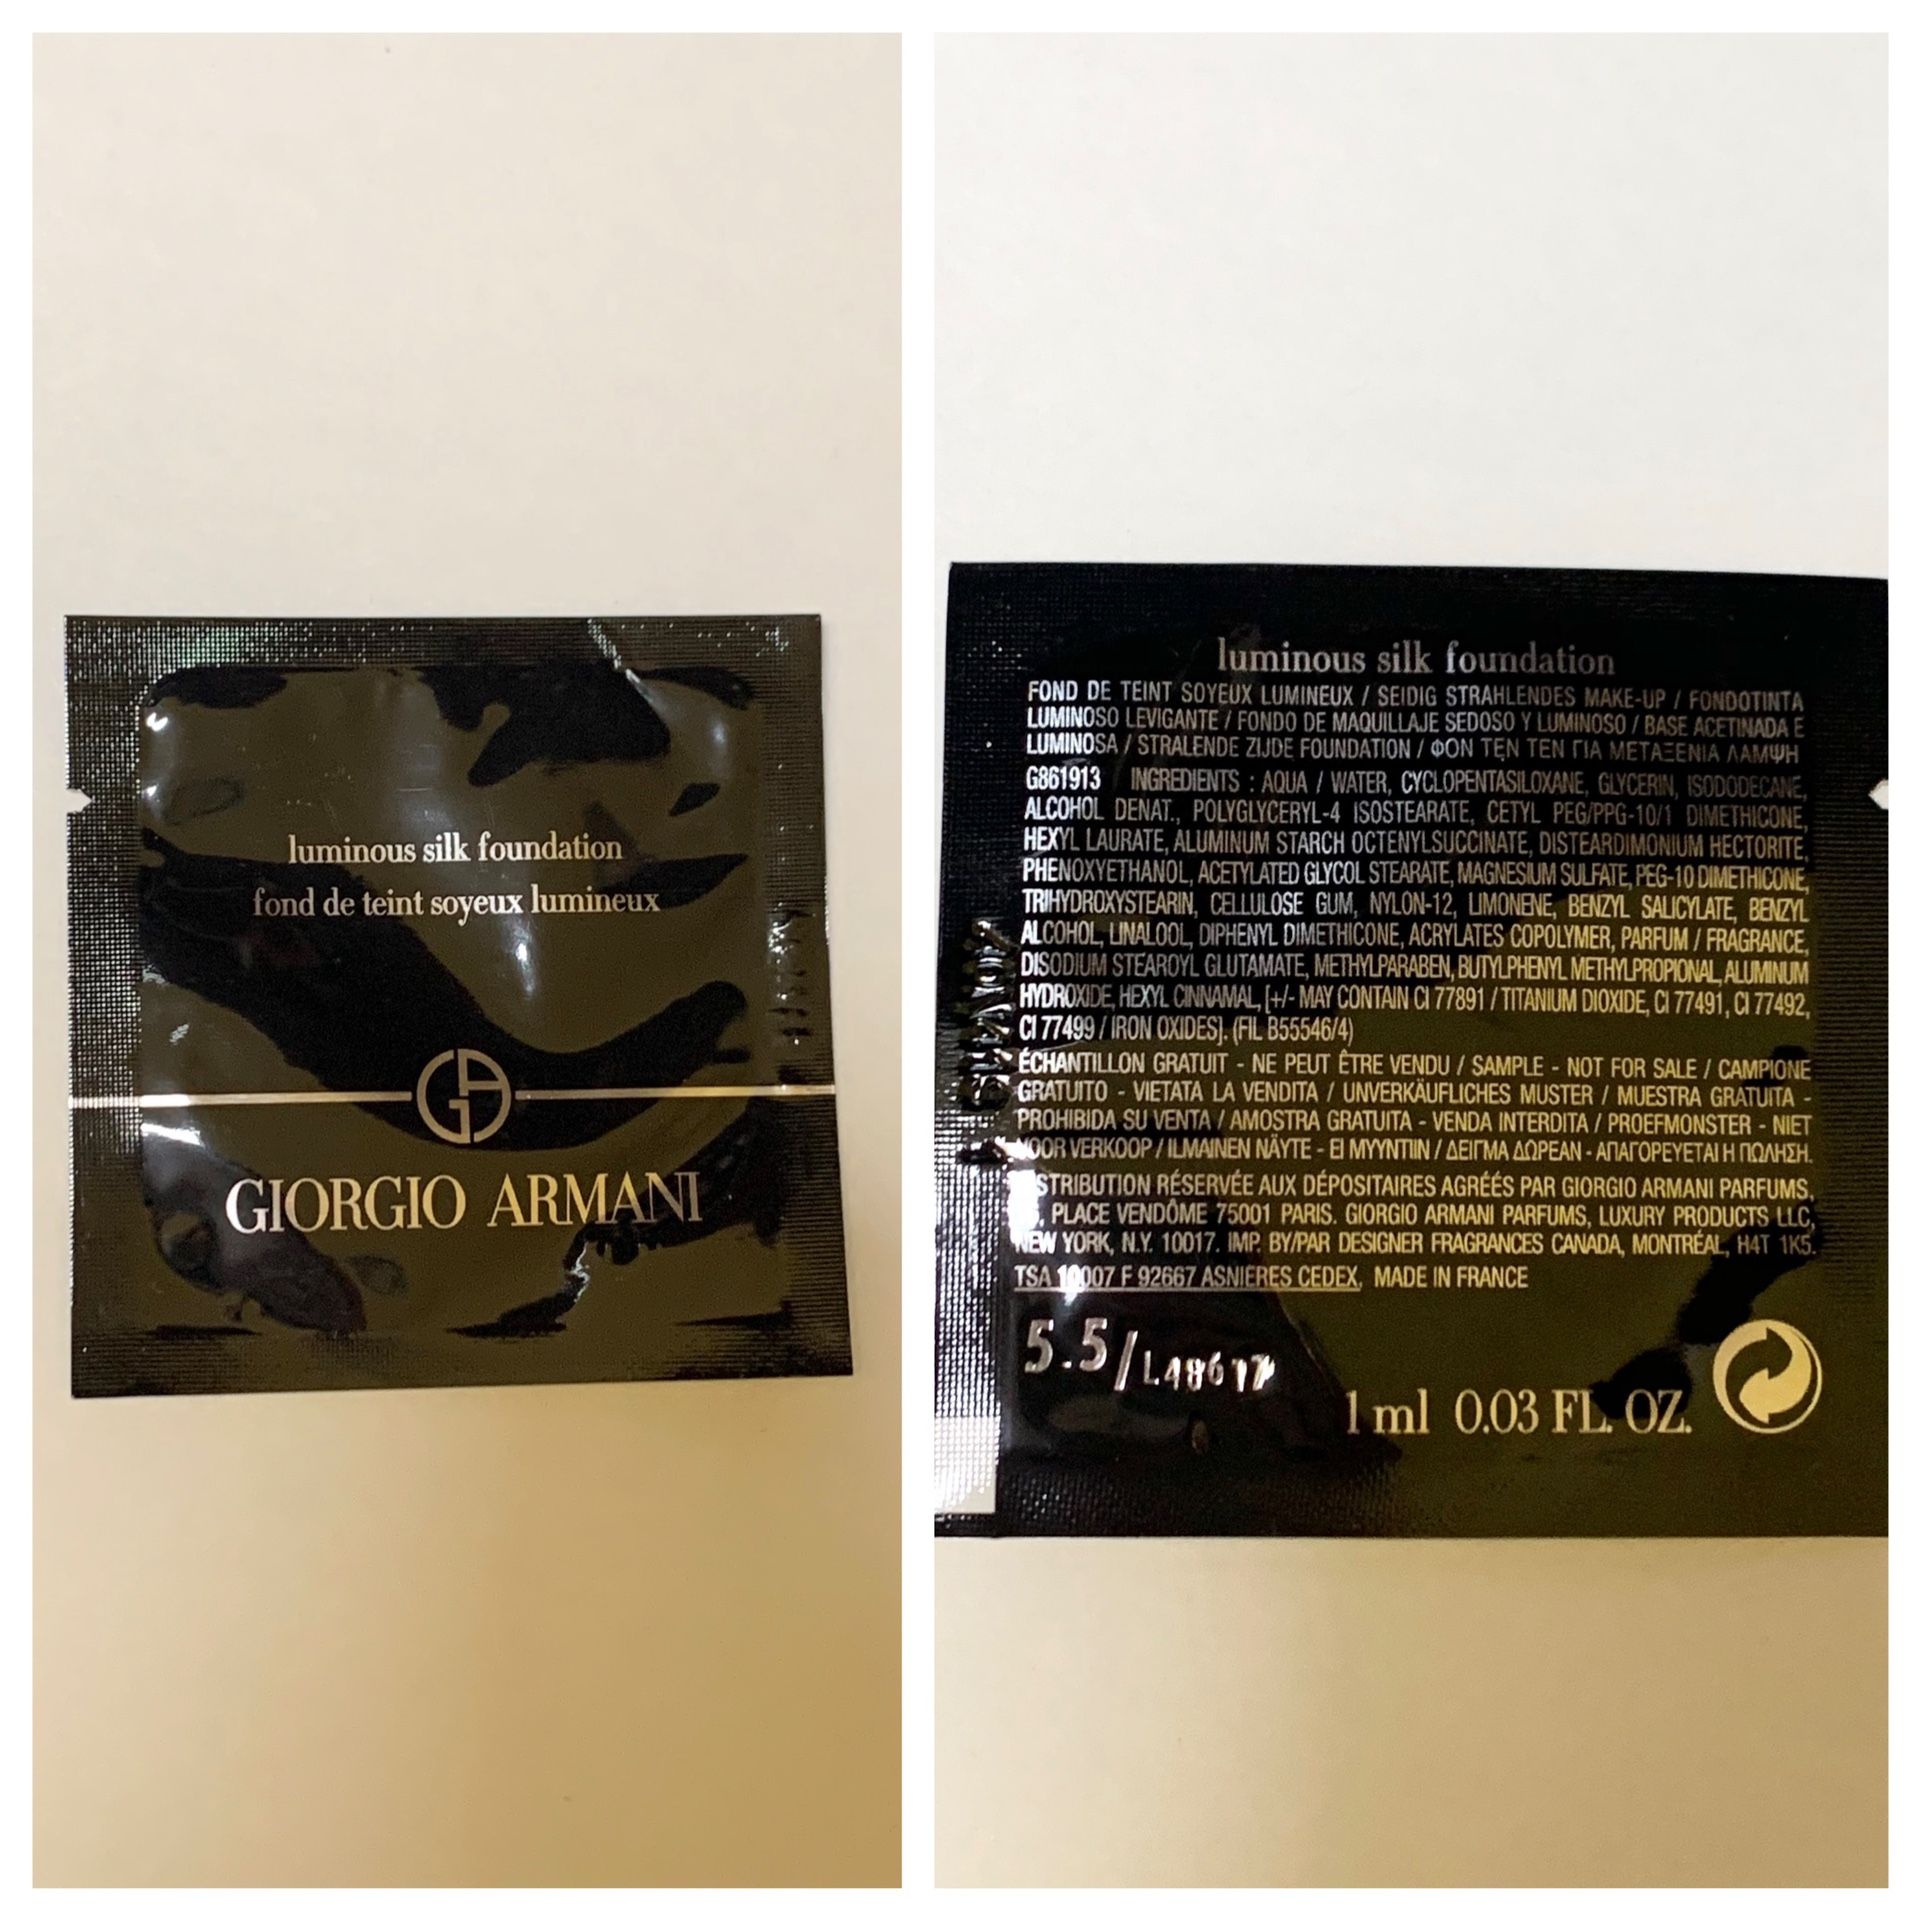 luminous silk foundation
fond de teint soyeux lumineux
GIORGIO ARMANI
luminous silk foundation
FOND DE TEINT SOYEUX LUMINEUX / SEIDIG STRAHLENDES MAKE-UP / FONDOTINTA
LUMINOSO LEVIGANTE / FONDO DE MAQUILLAJE SEDOSO Y LUMINOSO / BASE ACETINADA E
LUMINOSA / STRALENDE ZIJDE FOUNDATION / ΦΟΝ ΤΕΝ ΤΕΝ ΓΙΑ ΜΕΤΑΞΕΝΙΑ ΛΑΜΨΗ
G861913 INGREDIENTS : AQUA / WATER, CYCLOPENTASILOXANE, GLYCERIN, ISODODECANE,
ALCOHOL DENAT., POLYGLYCERYL-4 ISOSTEARATE, CETYL PEG/PPG-10/1 DIMETHICONE,
HEXYL LAURATE, ALUMINUM STARCH OCTENYLSUCCINATE, DISTEARDIMONIUM HECTORITE,
PHENOXYETHANOL, ACETYLATED GLYCOL STEARATE, MAGNESIUM SULFATE, PEG-10 DIMETHICONE,
TRIHYDROXYSTEARIN, CELLULOSE GUM, NYLON-12, LIMONENE, BENZYL SALICYLATE, BENZYL
ALCOHOL, LINALOOL, DIPHENYL DIMETHICONE, ACRYLATES COPOLYMER, PARFUM / FRAGRANCE,
DISODIUM STEAROYL GLUTAMATE, METHYLPARABEN, BUTYLPHENYL METHYLPROPIONAL, ALUMINUM
HYDROXIDE, HEXYL CINNAMAL, [+/- MAY CONTAIN CI 77891 / TITANIUM DIOXIDE, CI 77491, CI 77492,
CI 77499 / IRON OXIDES]. (FIL B55546/4)
ÉCHANTILLON GRATUIT - NE PEUT ÊTRE VENDU / SAMPLE - NOT FOR SALE / CAMPIONE
GRATUITO - VIETATA LA VENDITA / UNVERKÄUFLICHES MUSTER / MUESTRA GRATUITA -
PROHIBIDA SU VENTA / AMOSTRA GRATUITA - VENDA INTERDITA / PROEFMONSTER - NIET
VOOR VERKOOP / ILMAINEN NÄYTE - EI MYYNTIIN / ΔΕΙΓΜΑ ΔΩΡΕΑΝ - ΑΠΑΓΟΡΕΥΕΤΑΙ Η ΠΩΛΗΣΗ.
STRIBUTION RÉSERVÉE AUX DÉPOSITAIRES AGRÉÉS PAR GIORGIO ARMANI PARFUMS,
PLACE VENDÔME 75001 PARIS. GIORGIO ARMANI PARFUMS, LUXURY PRODUCTS LLC,
NEW YORK, N.Y. 10017. IMP. BY/PAR DESIGNER FRAGRANCES CANADA, MONTRÉAL, H4T 1K5.
TSA 10007 F 92667 ASNIERES CEDEX, MADE IN FRANCE
5.5/L48617
1 ml 0.03 FL. OZ.